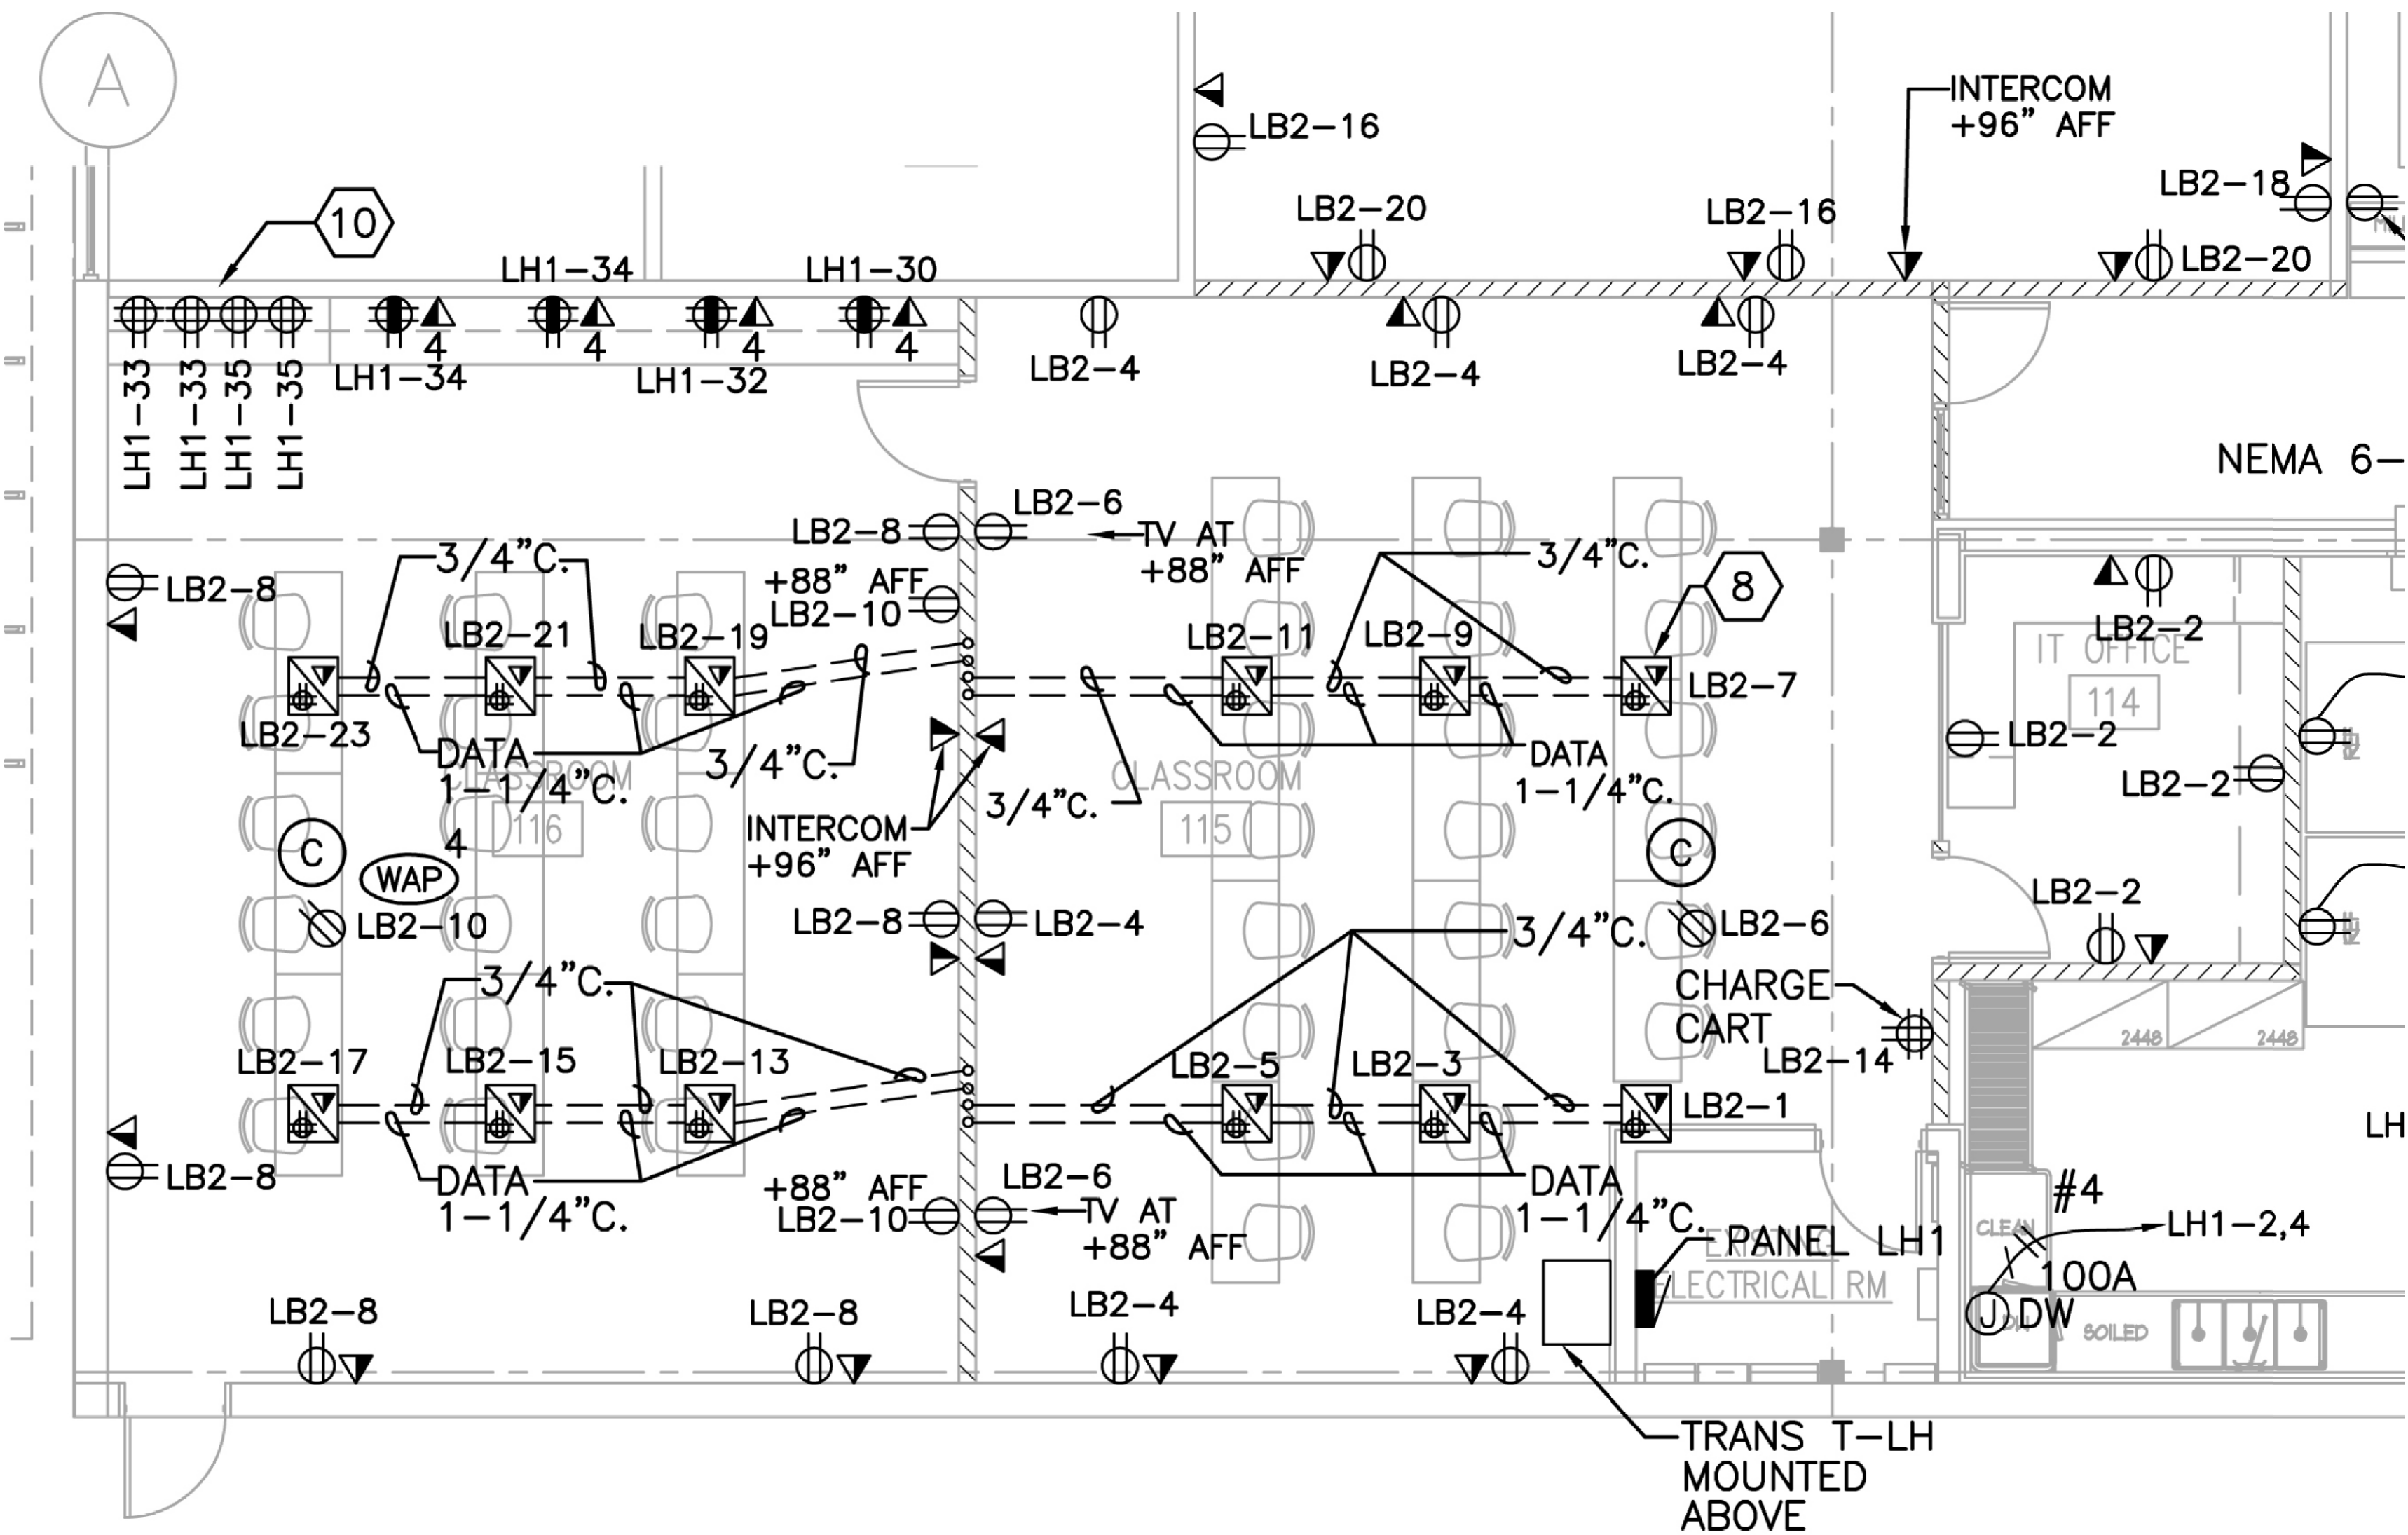 A
LB2-16
INTERCOM
+96" AFF
10
LB2-20
LB2-16
LB2-18
LB2-20
LH1-34
LH1-30
4
4
4
4
LH1-34
LH1-32
LB2-4
LB2-4
LB2-4
LH1-33
LH1-33
LH1-35
LH1-35
NEMA 6-
LB2-8
LB2-6
TV AT
+88" AFF
3/4"C.
3/4"C.
8
LB2-8
+88" AFF
LB2-10
LB2-21
LB2-19
LB2-11
LB2-9
LB2-7
LB2-2
IT OFFICE
114
LB2-23
DATA
1-1/4"C.
3/4"C.
3/4"C.
DATA
1-1/4"C.
LB2-2
LB2-2
CLASSROOM
116
CLASSROOM
115
INTERCOM
+96" AFF
C
4
WAP
C
LB2-10
LB2-8
LB2-4
3/4"C.
LB2-6
LB2-2
3/4"C.
CHARGE
CART
LB2-14
2448
2448
LB2-17
LB2-15
LB2-13
LB2-5
LB2-3
LB2-1
LH
LB2-8
DATA
1-1/4"C.
+88" AFF
LB2-10
LB2-6
TV AT
+88" AFF
DATA
1-1/4"C.
#4
CLEAN
LH1-2,4
PANEL LH1
EXISTING
ELECTRICAL RM
100A
J
DW
DW
SOILED
LB2-8
LB2-8
LB2-4
LB2-4
TRANS T-LH
MOUNTED
ABOVE